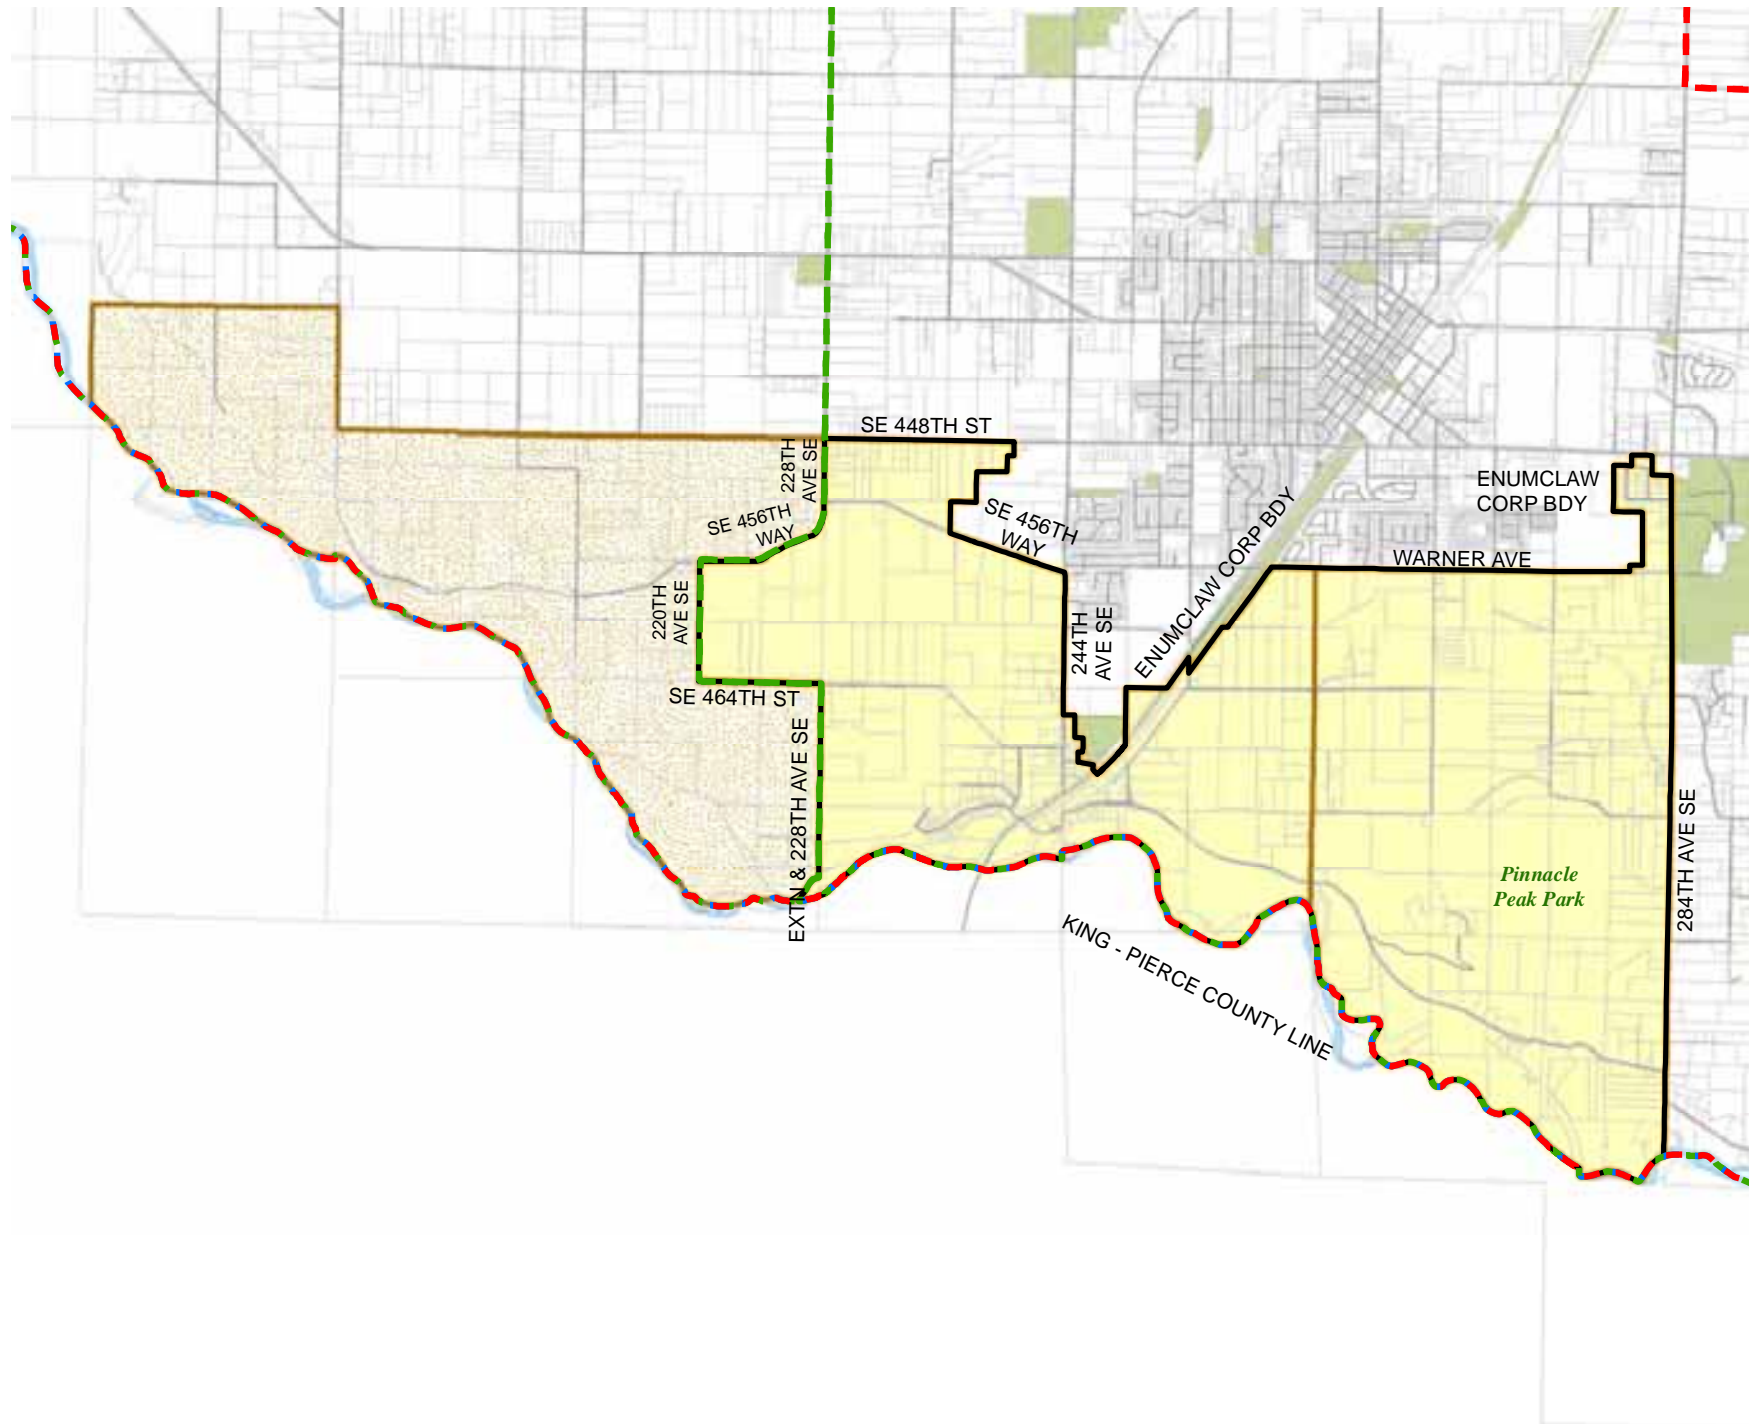 SE 448TH ST
228TH
AVE SE
SE 456TH
WAY
SE 456TH
WAY
ENUMCLAW
CORP BDY
ENUMCLAW CORP BDY
WARNER AVE
220TH
AVE SE
244TH
AVE SE
SE 464TH ST
EXTN & 228TH AVE SE
284TH AVE SE
Pinnacle
Peak Park
KING - PIERCE COUNTY LINE